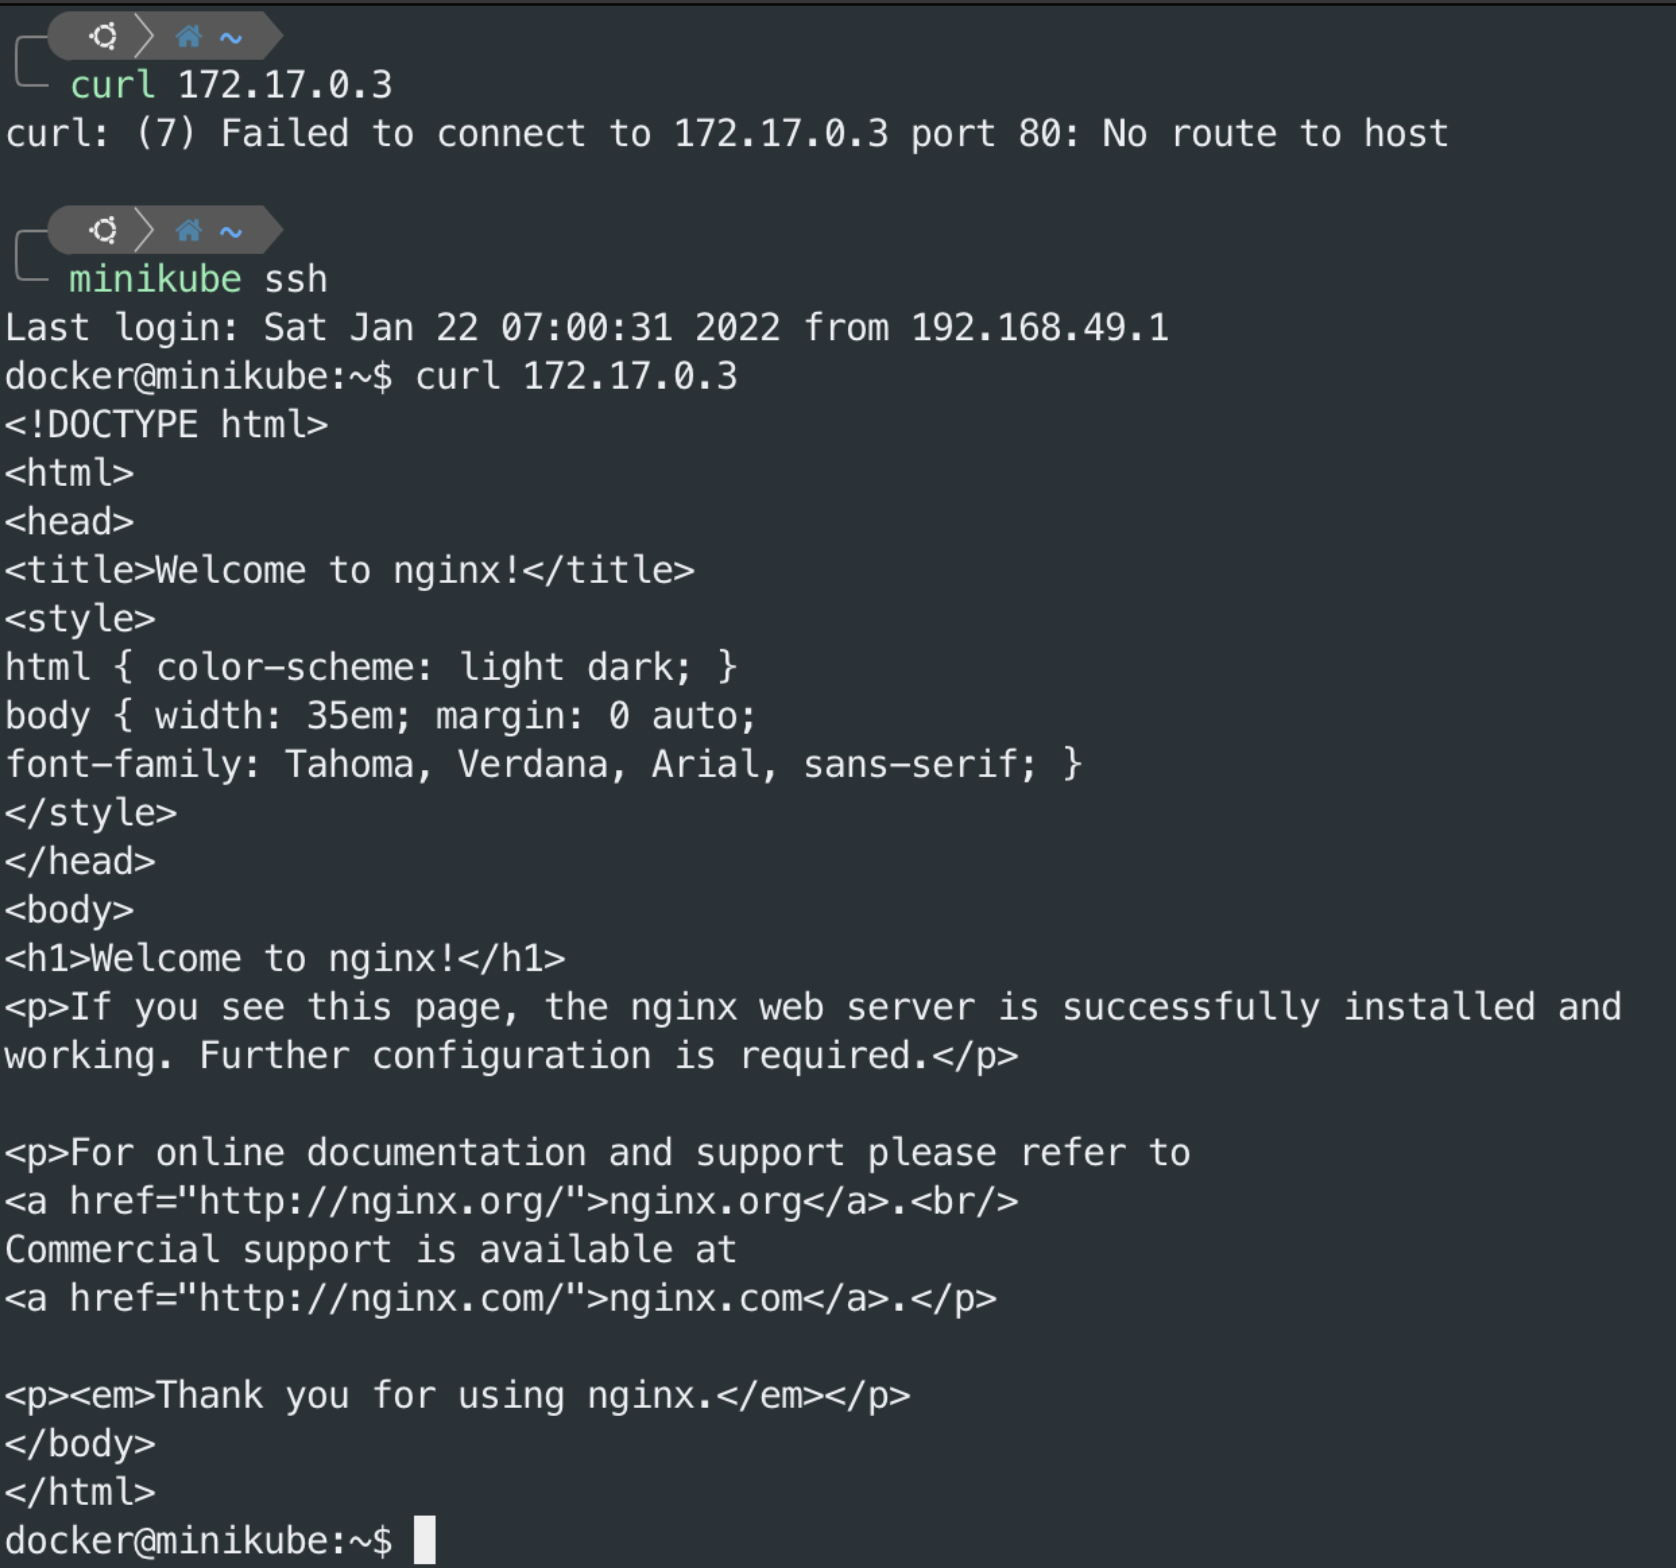 ~
curl 172.17.0.3
curl: (7) Failed to connect to 172.17.0.3 port 80: No route to host
~
minikube ssh
Last login: Sat Jan 22 07:00:31 2022 from 192.168.49.1
docker@minikube:~$ curl 172.17.0.3
<!DOCTYPE html>
<html>
<head>
<title>Welcome to nginx!</title>
<style>
html { color-scheme: light dark; }
body { width: 35em; margin: 0 auto;
font-family: Tahoma, Verdana, Arial, sans-serif; }
</style>
</head>
<body>
<h1>Welcome to nginx!</h1>
<p>If you see this page, the nginx web server is successfully installed and
working. Further configuration is required.</p>
<p>For online documentation and support please refer to
<a href="http://nginx.org/">nginx.org</a>.<br/>
Commercial support is available at
<a href="http://nginx.com/">nginx.com</a>.</p>
<p><em>Thank you for using nginx.</em></p>
</body>
</html>
docker@minikube:~$